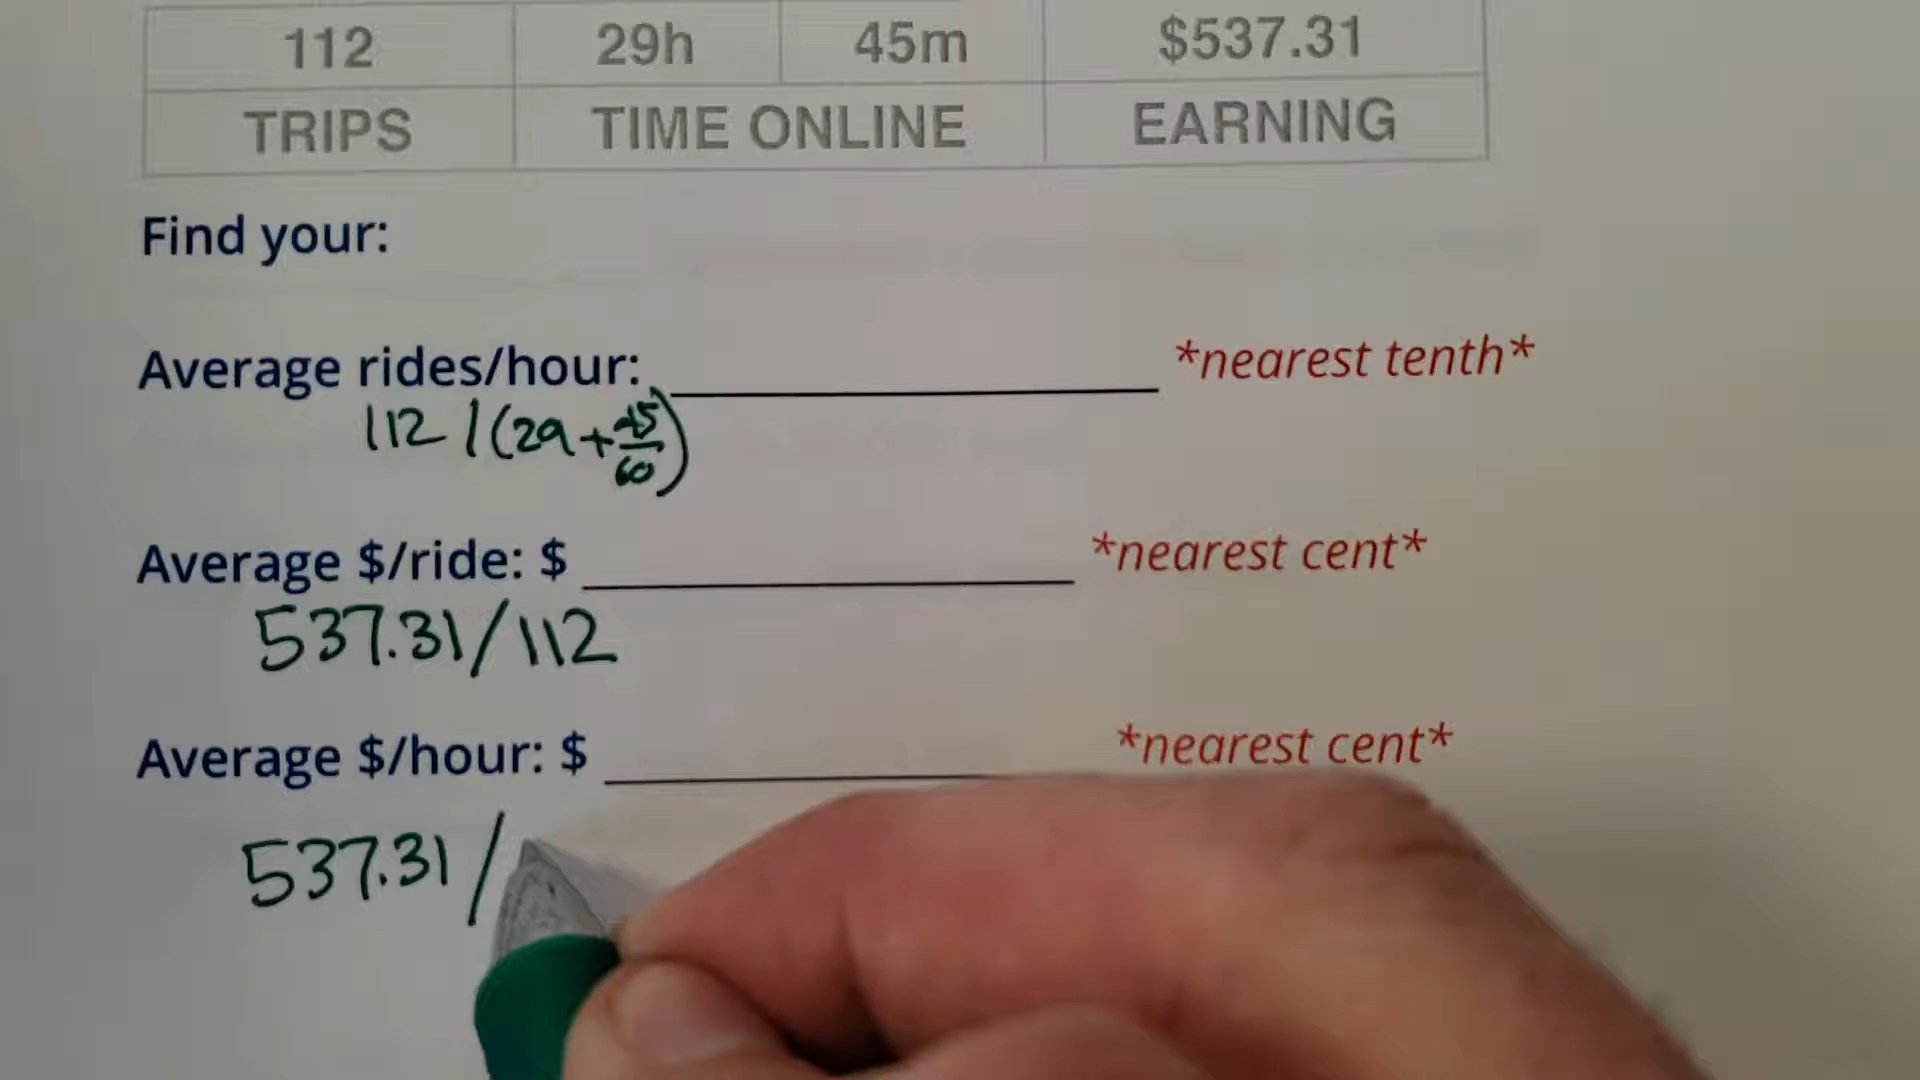 112 29h 45m $537.31
TRIPS TIME ONLINE EARNING
Find your:
Average rides/hour: *nearest tenth*
112 / (29 + 45/60)
Average $/ride: $ *nearest cent*
537.31/112
Average $/hour: $ *nearest cent*
537.31/